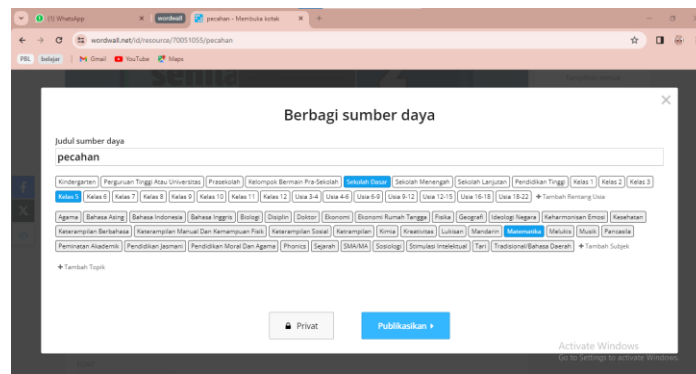 (1) WhatsApp
wordwall
pecahan - Membuka kotak
wordwall.net/id/resource/70051055/pecahan
PBL belajar Gmail YouTube Maps
Berbagi sumber daya
Judul sumber daya
pecahan
Kindergarten Perguruan Tinggi Atau Universitas Prasekolah Kelompok Bermain Pra-Sekolah Sekolah Dasar Sekolah Menengah Sekolah Lanjutan Pendidikan Tinggi Kelas 1 Kelas 2 Kelas 3
Kelas 5 Kelas 6 Kelas 7 Kelas 8 Kelas 9 Kelas 10 Kelas 11 Kelas 12 Usia 3-4 Usia 4-6 Usia 6-9 Usia 9-12 Usia 12-15 Usia 16-18 Usia 18-22 + Tambah Rentang Usia
Agama Bahasa Asing Bahasa Indonesia Bahasa Inggris Biologi Disiplin Doktor Ekonomi Ekonomi Rumah Tangga Fisika Geografi Ideologi Negara Keharmonisan Emosi Kesehatan
Keterampilan Berbahasa Keterampilan Manual Dan Kemampuan Fisik Keterampilan Sosial Ketrampilan Kimia Kreativitas Lukisan Mandarin Matematika Melukis Musik Pancasila
Peminatan Akademik Pendidikan Jasmani Pendidikan Moral Dan Agama Phonics Sejarah SMA/MA Sosiologi Stimulasi Intelektual Tari Tradisional/Bahasa Daerah + Tambah Subjek
+ Tambah Topik
Privat
Publikasikan
Activate Windows
Go to Settings to activate Windows.